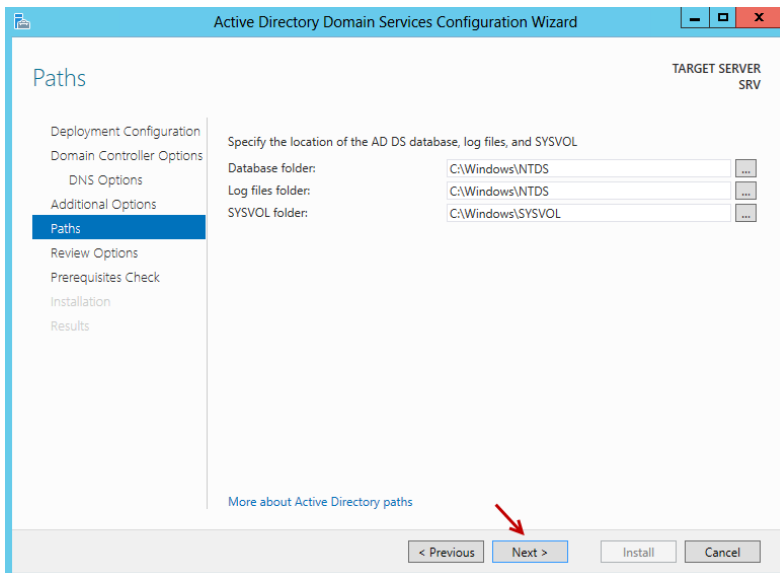 Active Directory Domain Services Configuration Wizard
Paths
TARGET SERVER
SRV
Deployment Configuration
Domain Controller Options
DNS Options
Additional Options
Paths
Review Options
Prerequisites Check
Installation
Results
Specify the location of the AD DS database, log files, and SYSVOL
Database folder: C:\Windows\NTDS ...
Log files folder: C:\Windows\NTDS ...
SYSVOL folder: C:\Windows\SYSVOL ...
More about Active Directory paths
< Previous Next > Install Cancel